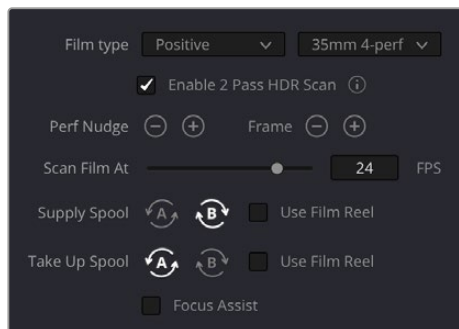 Film type Positive 35mm 4-perf
Enable 2 Pass HDR Scan
Perf Nudge Frame
Scan Film At 24 FPS
Supply Spool A B Use Film Reel
Take Up Spool A B Use Film Reel
Focus Assist